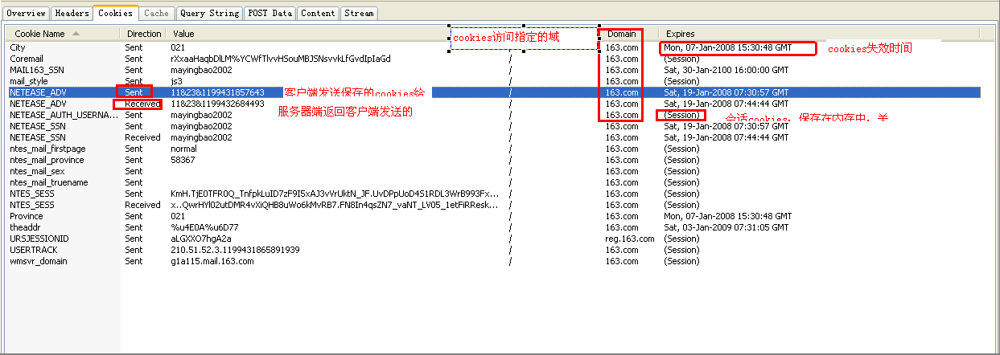 Overview Headers Cookies Cache Query String POST Data Content Stream
Cookie Name Direction Value cookies访问指定的域 Domain Expires
City Sent 021 / 163.com Mon, 07-Jan-2008 15:30:48 GMT cookies失效时间
Coremail Sent rXxaaHaqbDlLM%YCWfTlvvHSouMBJSNsvvkLfGvdIpIaGd / 163.com (Session)
MAIL163_SSN Sent mayingbao2002 / 163.com Sat, 30-Jan-2100 16:00:00 GMT
mail_style Sent js3 / 163.com (Session)
NETEASE_ADV Sent 11&23&1199431857643 客户端发送保存的cookies给 / 163.com Sat, 19-Jan-2008 07:30:57 GMT
NETEASE_ADV Received 11&23&1199432684493 服务器端返回客户端发送的 / 163.com Sat, 19-Jan-2008 07:44:44 GMT
NETEASE_AUTH_USERNA... Sent mayingbao2002 / 163.com (Session) 会话cookies，保存在内存中，关
NETEASE_SSN Sent mayingbao2002 / 163.com Sat, 19-Jan-2008 07:30:57 GMT
NETEASE_SSN Received mayingbao2002 / 163.com Sat, 19-Jan-2008 07:44:44 GMT
ntes_mail_firstpage Sent normal / 163.com (Session)
ntes_mail_province Sent 58367 / 163.com (Session)
ntes_mail_sex Sent / 163.com (Session)
ntes_mail_truename Sent / 163.com (Session)
NTES_SESS Sent KmH.TjE0TFR0Q_TnfpkLuID7zF9I5xAJ3vVrUktN_JF.UvDPpUoD4S1RDL3WrB993Fx... / 163.com (Session)
NTES_SESS Received x..QwrHYl02utDMR4vXiQHB8uWo6kMvRB7.FN8In4qsZN7_vaNT_LV05_1etFiRResk... / 163.com (Session)
Province Sent 021 / 163.com Mon, 07-Jan-2008 15:30:48 GMT
theaddr Sent %u4E0A%u6D77 / 163.com Sat, 03-Jan-2009 07:31:05 GMT
URSJESSIONID Sent aLGXXO7hgA2a / reg.163.com (Session)
USERTRACK Sent 210.51.52.3.1199431865891939 / 163.com (Session)
wmsvr_domain Sent g1a115.mail.163.com / 163.com (Session)